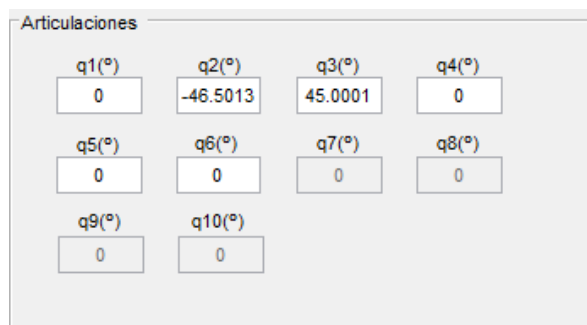 Articulaciones
q1(º) q2(º) q3(º) q4(º)
0 -46.5013 45.0001 0
q5(º) q6(º) q7(º) q8(º)
0 0 0 0
q9(º) q10(º)
0 0